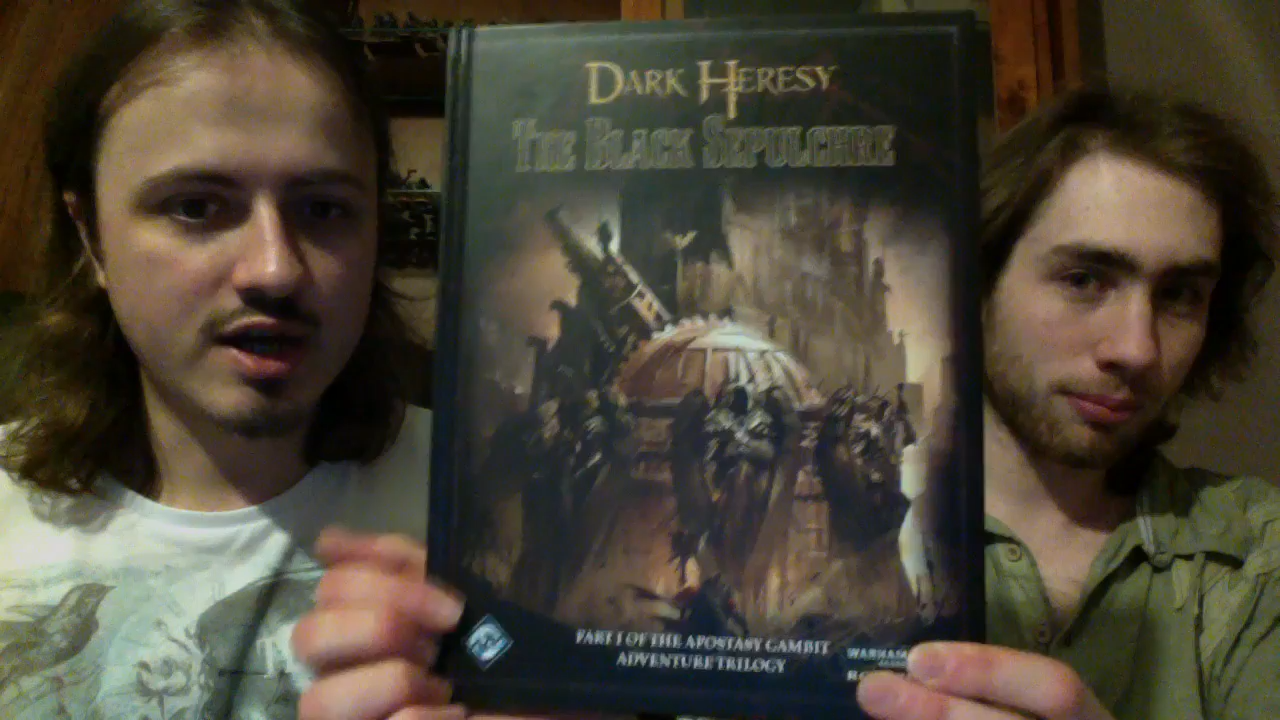 DARK HERESY
THE BLACK SEPULCHRE
PART I OF THE APOSTASY GAMBIT
ADVENTURE TRILOGY